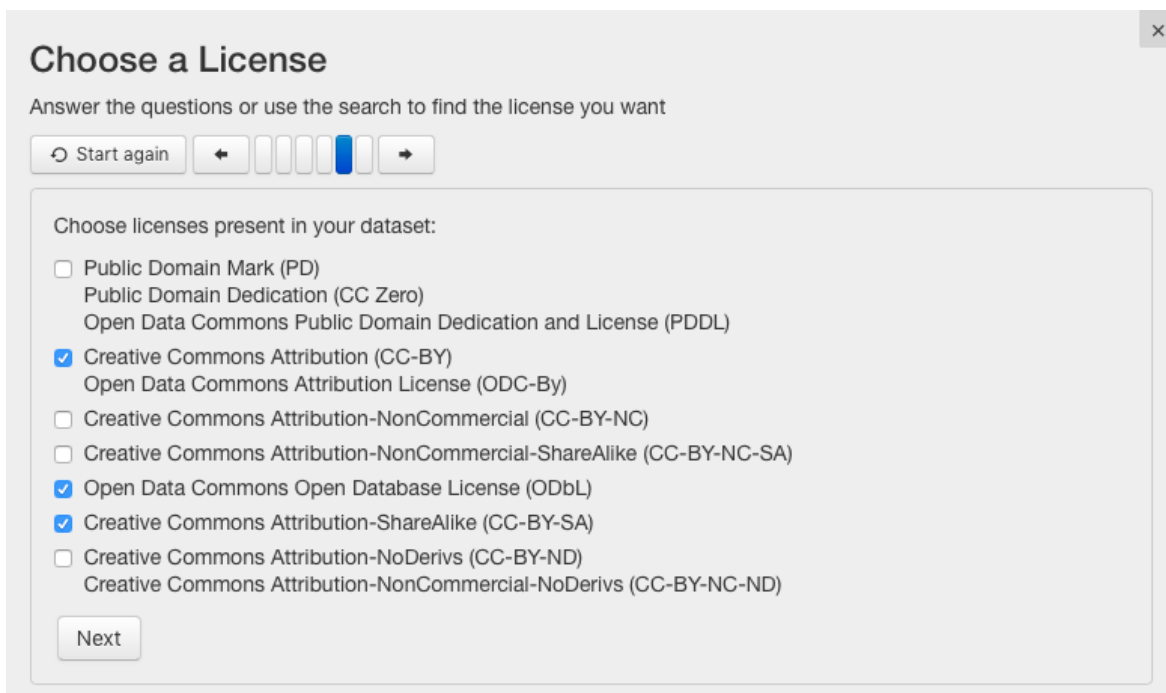 Choose a License
Answer the questions or use the search to find the license you want
Start again
Choose licenses present in your dataset:
Public Domain Mark (PD)
Public Domain Dedication (CC Zero)
Open Data Commons Public Domain Dedication and License (PDDL)
Creative Commons Attribution (CC-BY)
Open Data Commons Attribution License (ODC-By)
Creative Commons Attribution-NonCommercial (CC-BY-NC)
Creative Commons Attribution-NonCommercial-ShareAlike (CC-BY-NC-SA)
Open Data Commons Open Database License (ODbL)
Creative Commons Attribution-ShareAlike (CC-BY-SA)
Creative Commons Attribution-NoDerivs (CC-BY-ND)
Creative Commons Attribution-NonCommercial-NoDerivs (CC-BY-NC-ND)
Next